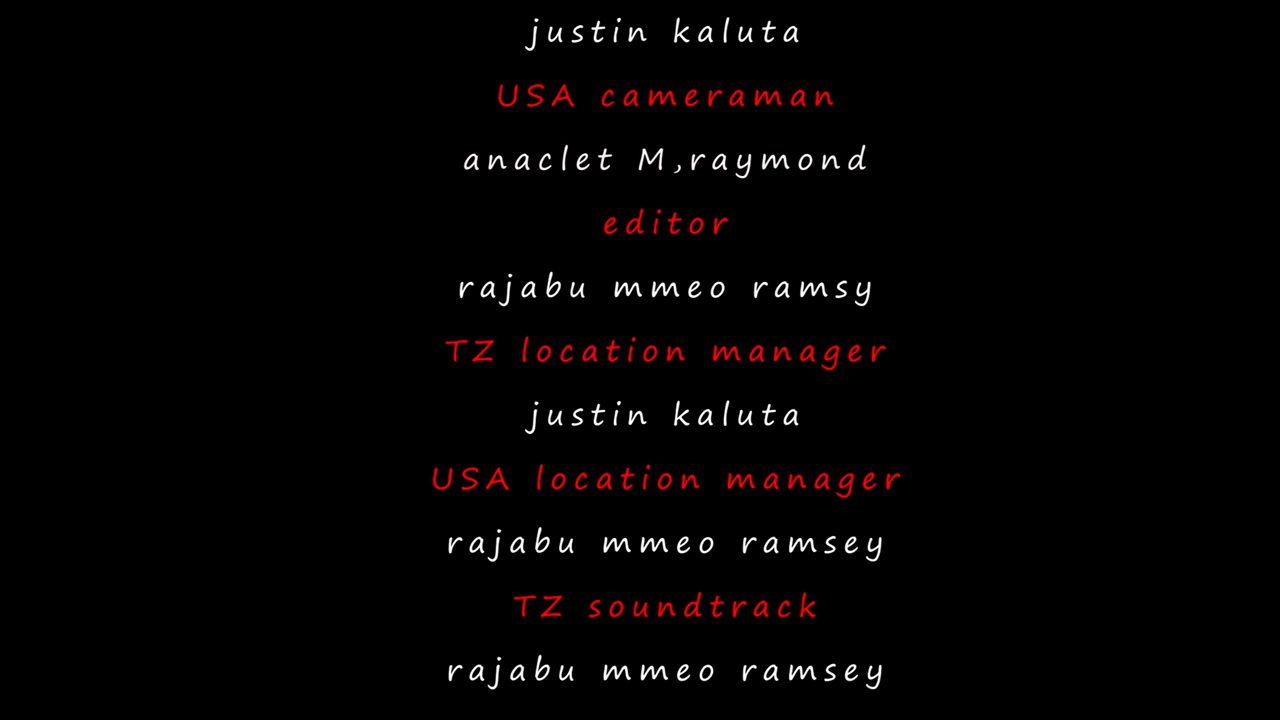 justin kaluta
USA cameraman
anaclet M,raymond
editor
rajabu mmeo ramsy
TZ location manager
justin kaluta
USA location manager
rajabu mmeo ramsey
TZ soundtrack
rajabu mmeo ramsey